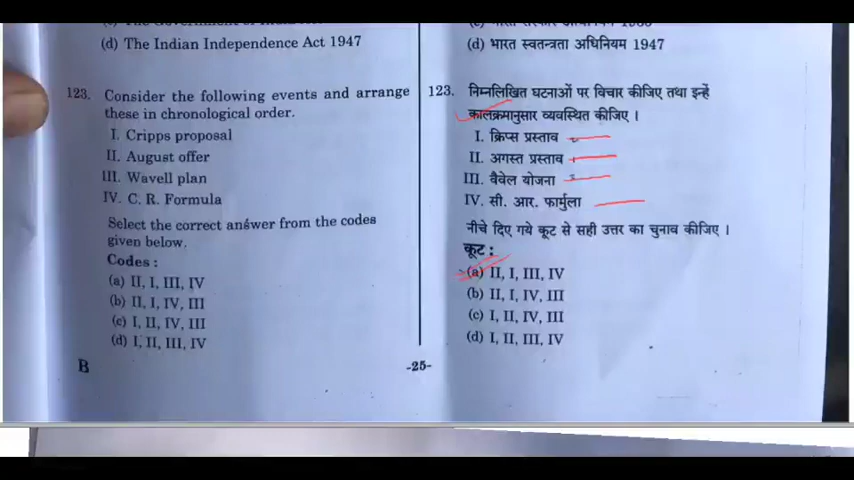 (d) The Indian Independence Act 1947
123. Consider the following events and arrange
these in chronological order.
I. Cripps proposal
II. August offer
III. Wavell plan
IV. C. R. Formula
Select the correct answer from the codes
given below.
Codes :
(a) II, I, III, IV
(b) II, I, IV, III
(c) I, II, IV, III
(d) I, II, III, IV
B
-25-
(d) भारत स्वतन्त्रता अधिनियम 1947
123. निम्नलिखित घटनाओं पर विचार कीजिए तथा इन्हें
कालक्रमानुसार व्यवस्थित कीजिए ।
I. क्रिप्स प्रस्ताव
II. अगस्त प्रस्ताव
III. वैवेल योजना
IV. सी. आर. फार्मुला
नीचे दिए गये कूट से सही उत्तर का चुनाव कीजिए ।
कूट :
(a) II, I, III, IV
(b) II, I, IV, III
(c) I, II, IV, III
(d) I, II, III, IV